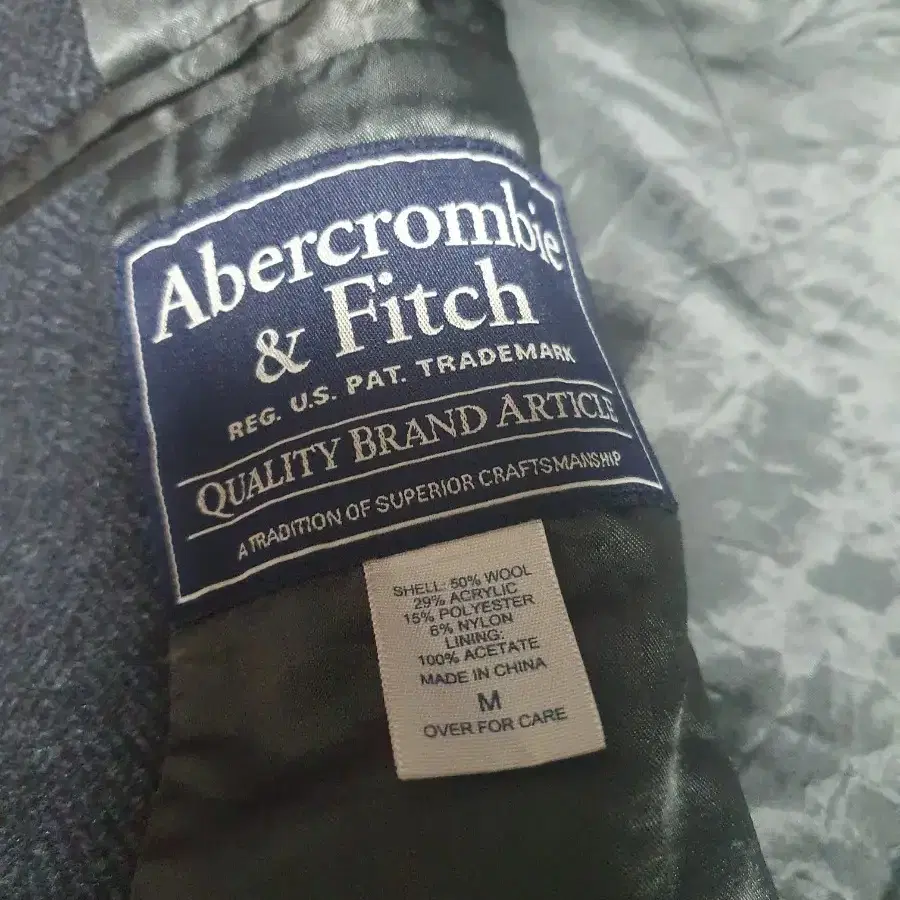 Abercrombie
& Fitch
REG. U.S. PAT. TRADEMARK
QUALITY BRAND ARTICLE
A TRADITION OF SUPERIOR CRAFTSMANSHIP
SHELL: 50% WOOL
29% ACRYLIC
15% POLYESTER
6% NYLON
LINING:
100% ACETATE
MADE IN CHINA
M
OVER FOR CARE